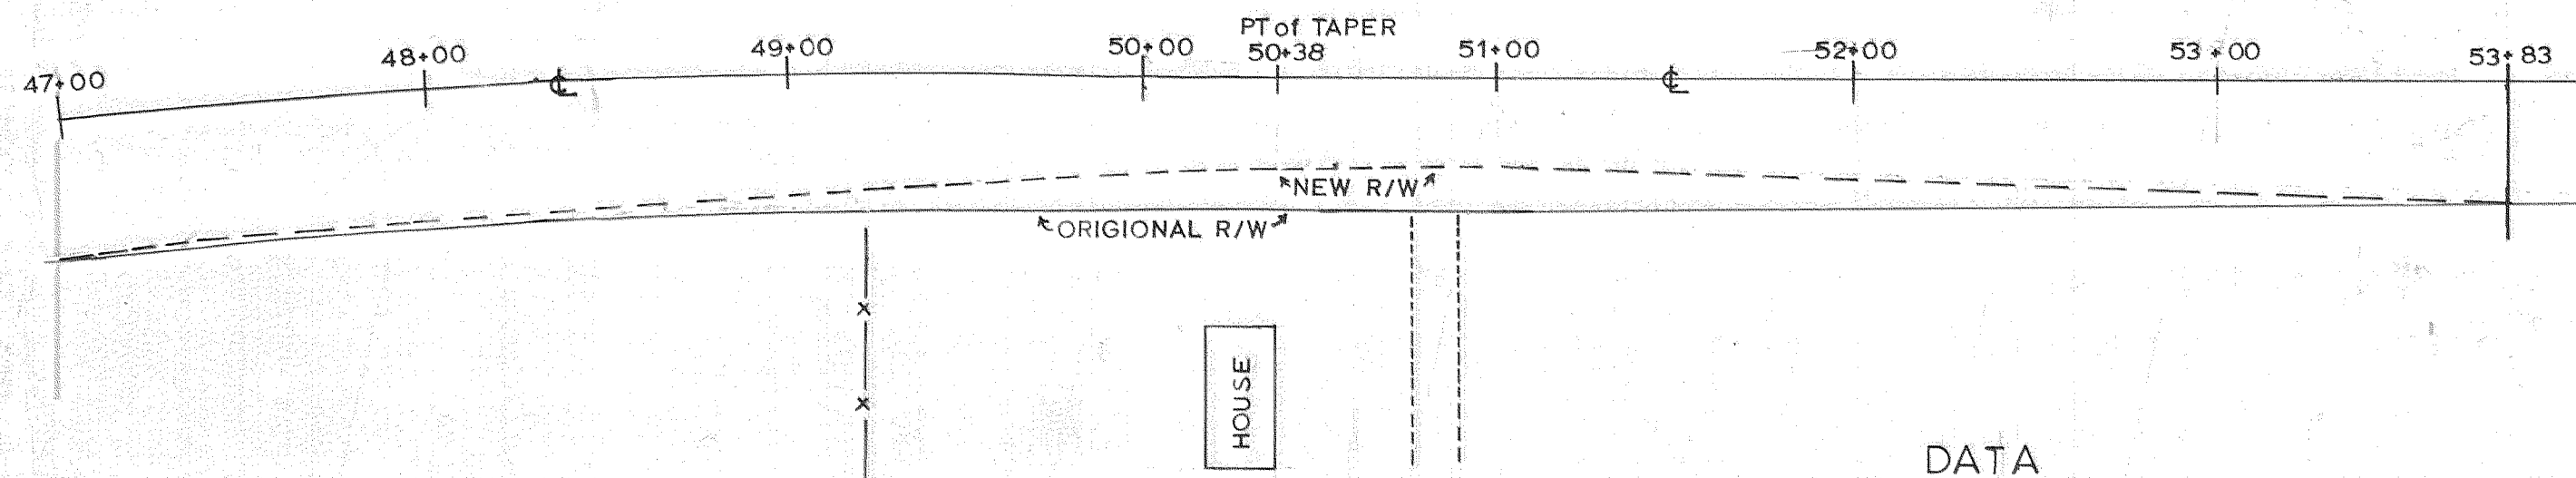 PT of TAPER
47+00 48+00 49+00 50+00 50+38 51+00 52+00 53+00 53+83
℄ ℄
NEW R/W
ORIGIONAL R/W
x
x
HOUSE
DATA